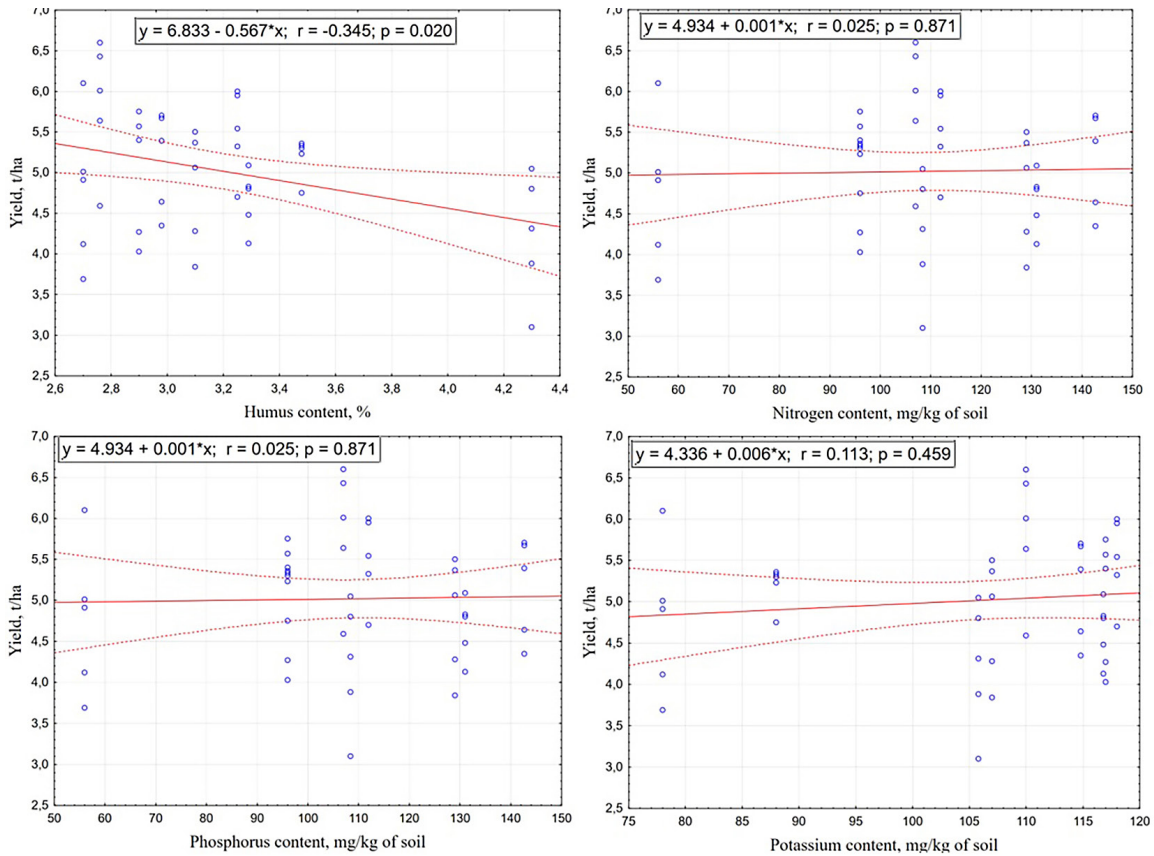 y = 6.833 - 0.567*x; r = -0.345; p = 0.020
7,0
6,5
6,0
5,5
5,0
4,5
4,0
3,5
3,0
2,5
Yield, t/ha
2,6 2,8 3,0 3,2 3,4 3,6 3,8 4,0 4,2 4,4
Humus content, %
y = 4.934 + 0.001*x; r = 0.025; p = 0.871
7,0
6,5
6,0
5,5
5,0
4,5
4,0
3,5
3,0
2,5
Yield, t/ha
50 60 70 80 90 100 110 120 130 140 150
Nitrogen content, mg/kg of soil
y = 4.934 + 0.001*x; r = 0.025; p = 0.871
7,0
6,5
6,0
5,5
5,0
4,5
4,0
3,5
3,0
2,5
Yield, t/ha
50 60 70 80 90 100 110 120 130 140 150
Phosphorus content, mg/kg of soil
y = 4.336 + 0.006*x; r = 0.113; p = 0.459
7,0
6,5
6,0
5,5
5,0
4,5
4,0
3,5
3,0
2,5
Yield, t/ha
75 80 85 90 95 100 105 110 115 120
Potassium content, mg/kg of soil